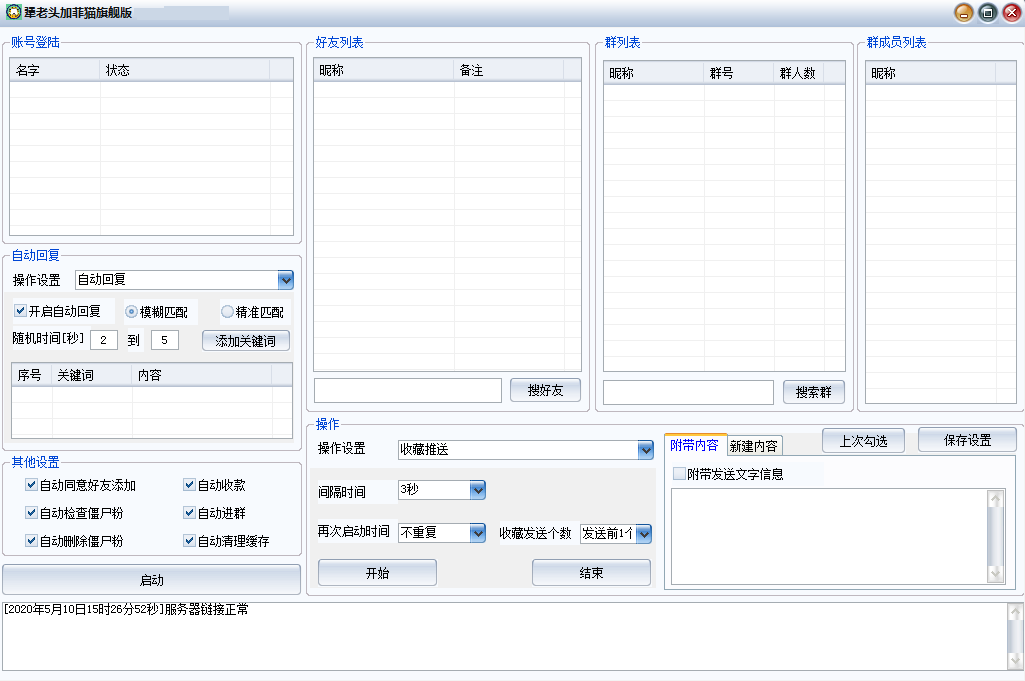 犟老头加菲猫旗舰版
账号登陆
名字 状态
自动回复
操作设置 自动回复
开启自动回复 模糊匹配 精准匹配
随机时间[秒] 2 到 5 添加关键词
序号 关键词 内容
其他设置
自动同意好友添加 自动收款
自动检查僵尸粉 自动进群
自动删除僵尸粉 自动清理缓存
启动
好友列表
昵称 备注
搜好友
群列表
昵称 群号 群人数
搜索群
群成员列表
昵称
操作
操作设置 收藏推送
间隔时间 3秒
再次启动时间 不重复 收藏发送个数 发送前1个
开始 结束
附带内容 新建内容 上次勾选 保存设置
附带发送文字信息
[2020年5月10日15时26分52秒]服务器链接正常